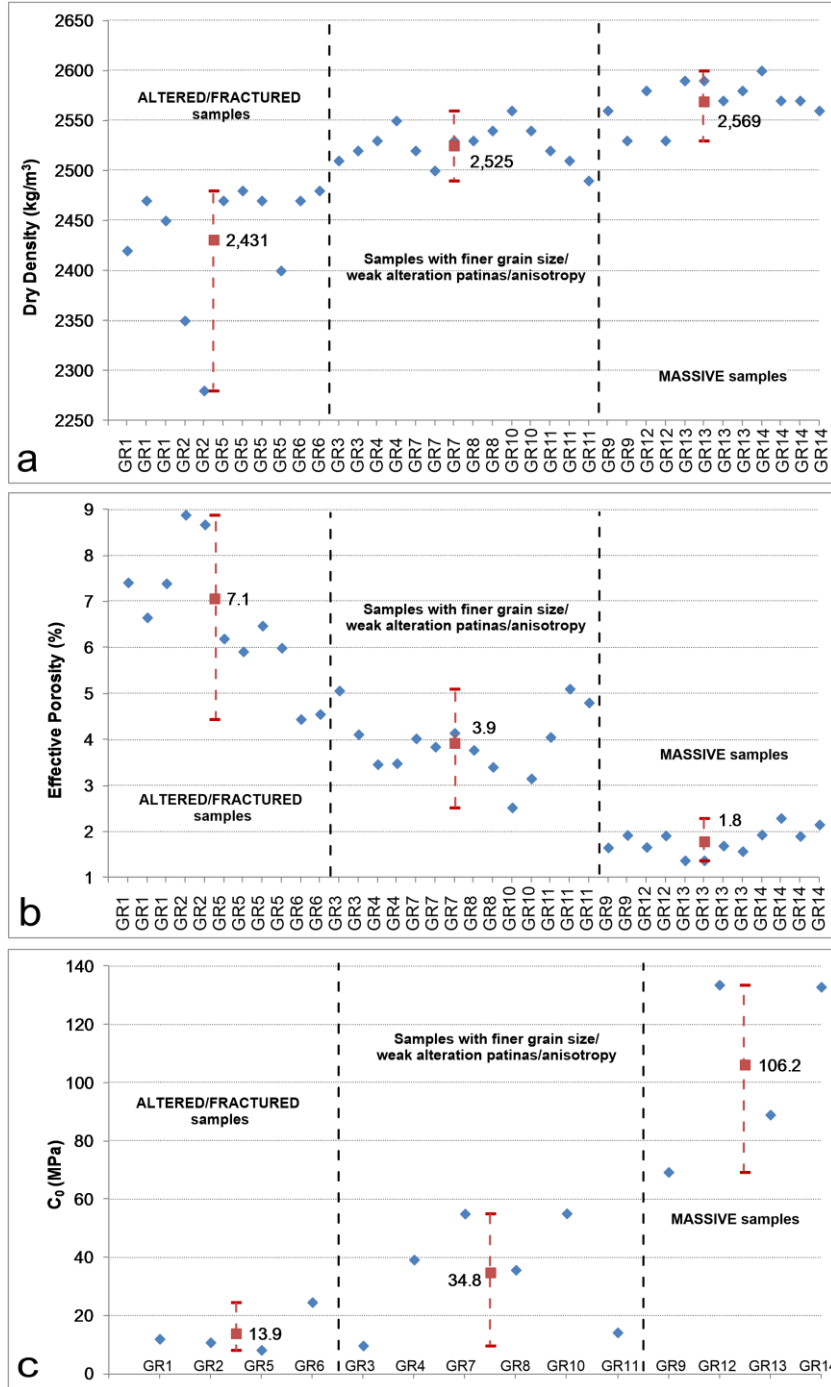 2650
2600
2550
2500
2450
2400
2350
2300
2250
Dry Density (kg/m³)
ALTERED/FRACTURED
samples
2,431
2,525
Samples with finer grain size/
weak alteration patinas/anisotropy
2,569
MASSIVE samples
GR1 GR1 GR1 GR2 GR2 GR5 GR5 GR5 GR5 GR6 GR6 GR3 GR3 GR4 GR4 GR7 GR7 GR7 GR8 GR8 GR10 GR10 GR11 GR11 GR11 GR9 GR9 GR12 GR12 GR13 GR13 GR13 GR13 GR14 GR14 GR14 GR14
a
9
8
7
6
5
4
3
2
1
Effective Porosity (%)
7.1
ALTERED/FRACTURED
samples
Samples with finer grain size/
weak alteration patinas/anisotropy
3.9
MASSIVE samples
1.8
GR1 GR1 GR1 GR2 GR2 GR5 GR5 GR5 GR5 GR6 GR6 GR3 GR3 GR4 GR4 GR7 GR7 GR7 GR8 GR8 GR10 GR10 GR11 GR11 GR11 GR9 GR9 GR12 GR12 GR13 GR13 GR13 GR13 GR14 GR14 GR14 GR14
b
140
120
100
80
60
40
20
0
C₀ (MPa)
ALTERED/FRACTURED
samples
13.9
Samples with finer grain size/
weak alteration patinas/anisotropy
34.8
106.2
MASSIVE samples
GR1 GR2 GR5 GR6 GR3 GR4 GR7 GR8 GR10 GR11 GR9 GR12 GR13 GR14
c